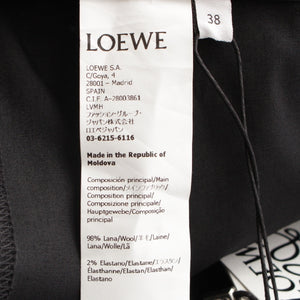 LOEWE
38
LOEWE S.A.
C/Goya, 4
28001 - Madrid
SPAIN
C.I.F. A-28003861
LVMH
ファッション・グループ・
ジャパン株式会社
ロエベジャパン
03-6215-6116
Made in the Republic of
Moldova
Composición principal/Main
composition/メインファブリック/
Composition principale/
Hauptgewebe/Composizione
principale/Composição
principal
98% Lana/Wool/羊毛/Laine/
Lana/Wolle/Lã
2% Elastano/Elastane/エラスタン/
Élasthanne/Elastan/Elasthan/
Elastano